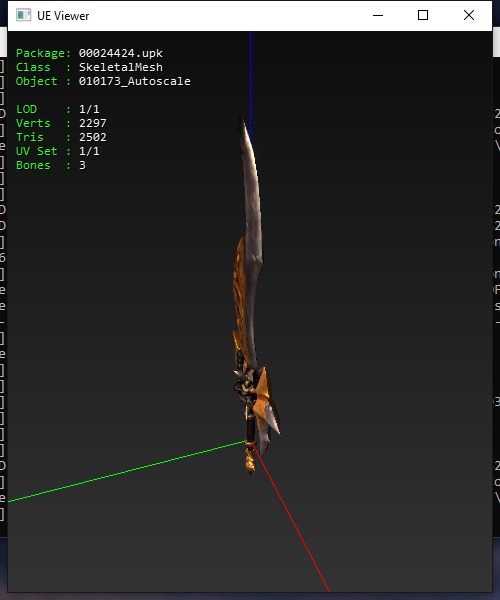 UE Viewer
Package: 00024424.upk
Class  : SkeletalMesh
Object : 010173_Autoscale
LOD    : 1/1
Verts  : 2297
Tris   : 2502
UV Set : 1/1
Bones  : 3